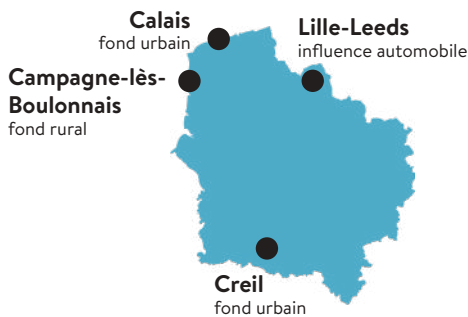 Calais
fond urbain
Lille-Leeds
influence automobile
Campagne-lès-
Boulonnais
fond rural
Creil
fond urbain